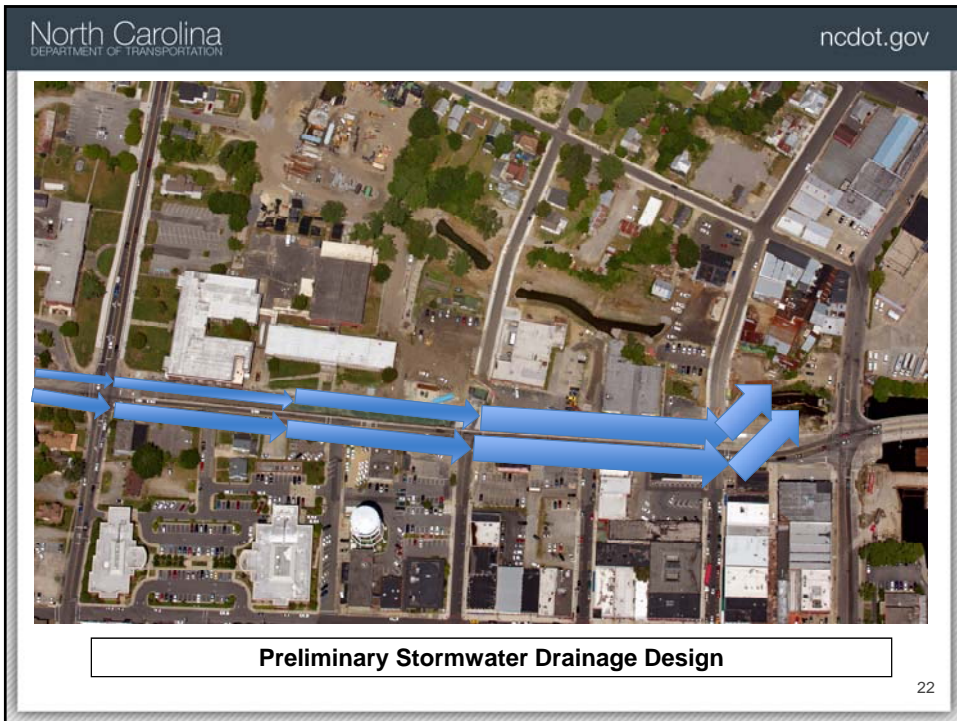 North Carolina
DEPARTMENT OF TRANSPORTATION
ncdot.gov
Preliminary Stormwater Drainage Design
22